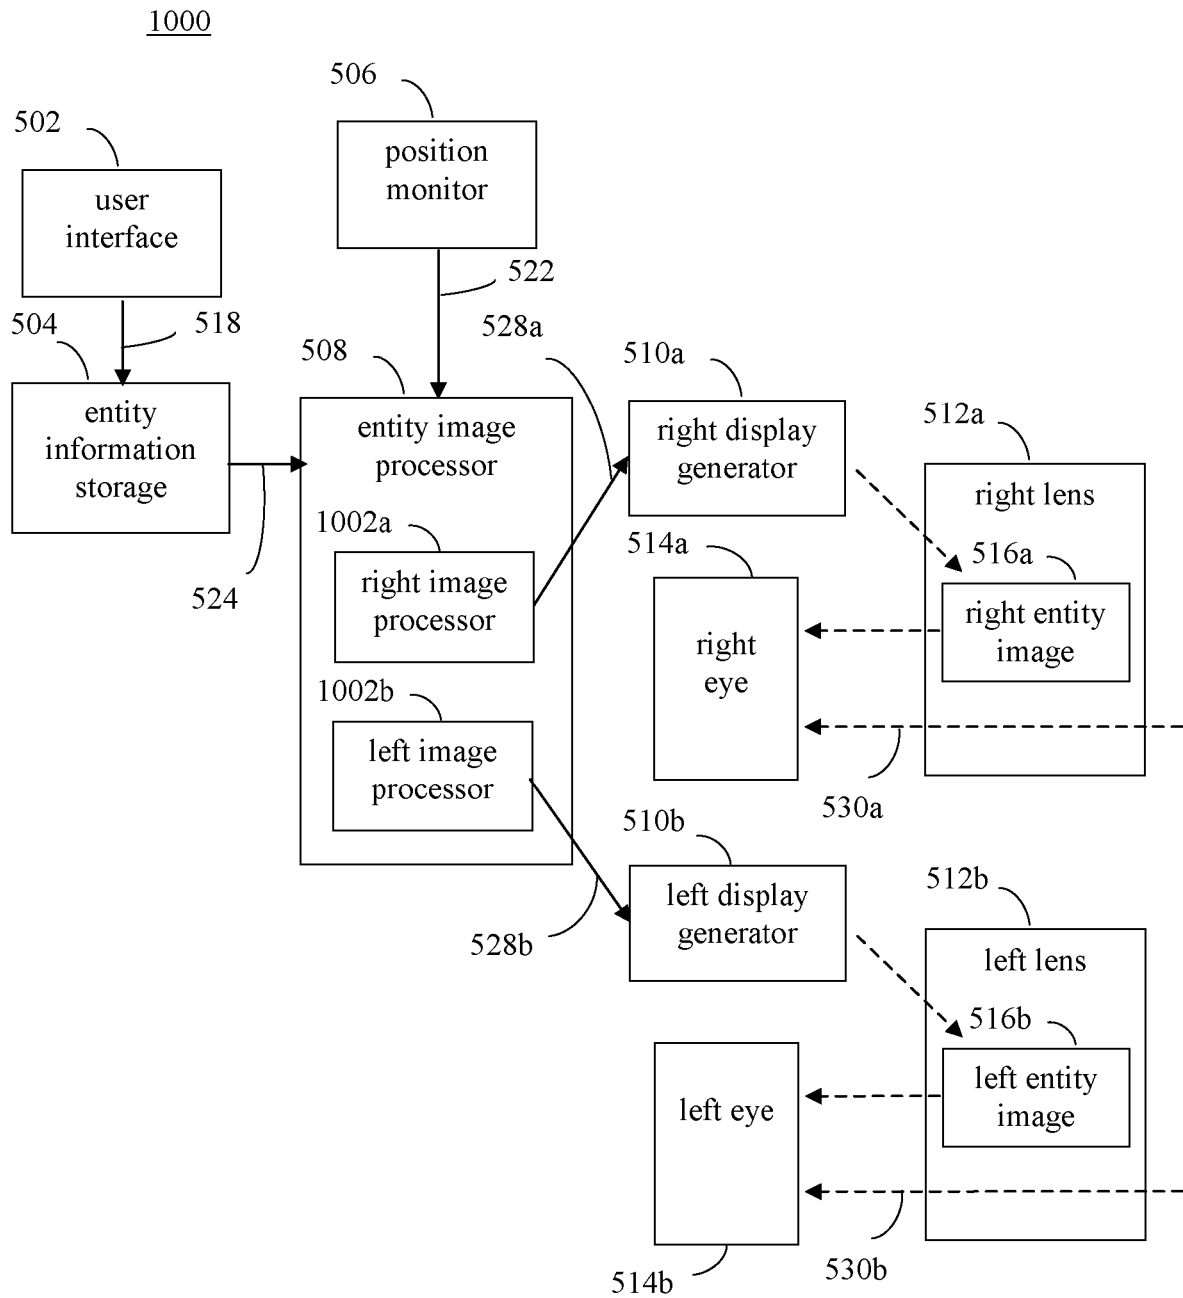 1000
506
502
position
monitor
user
interface
522
504
518
528a
508
510a
512a
entity
information
storage
entity image
processor
right display
generator
right lens
524
1002a
514a
516a
right image
processor
right entity
image
right
eye
1002b
left image
processor
530a
510b
512b
left display
generator
528b
left lens
516b
left entity
image
left eye
514b
530b